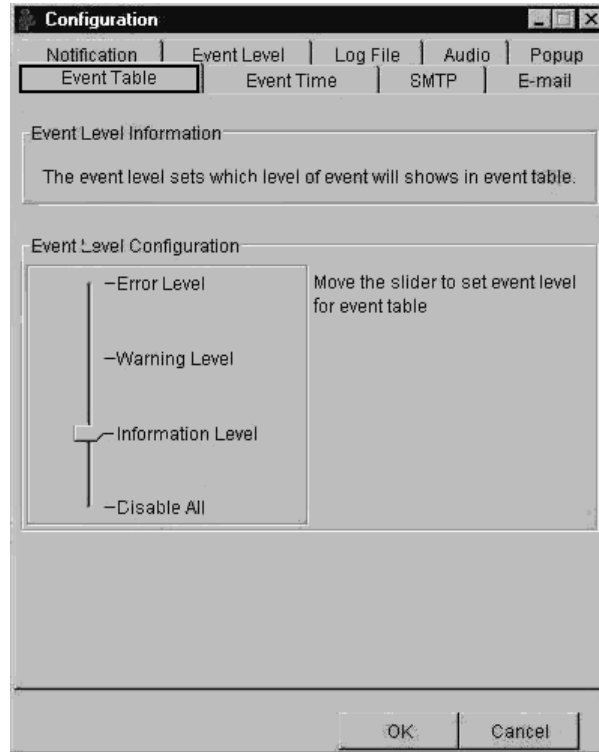 Configuration
Notification Event Level Log File Audio Popup
Event Table Event Time SMTP E-mail
Event Level Information
The event level sets which level of event will shows in event table.
Event Level Configuration
Error Level
Move the slider to set event level
for event table
Warning Level
Information Level
Disable All
OK Cancel